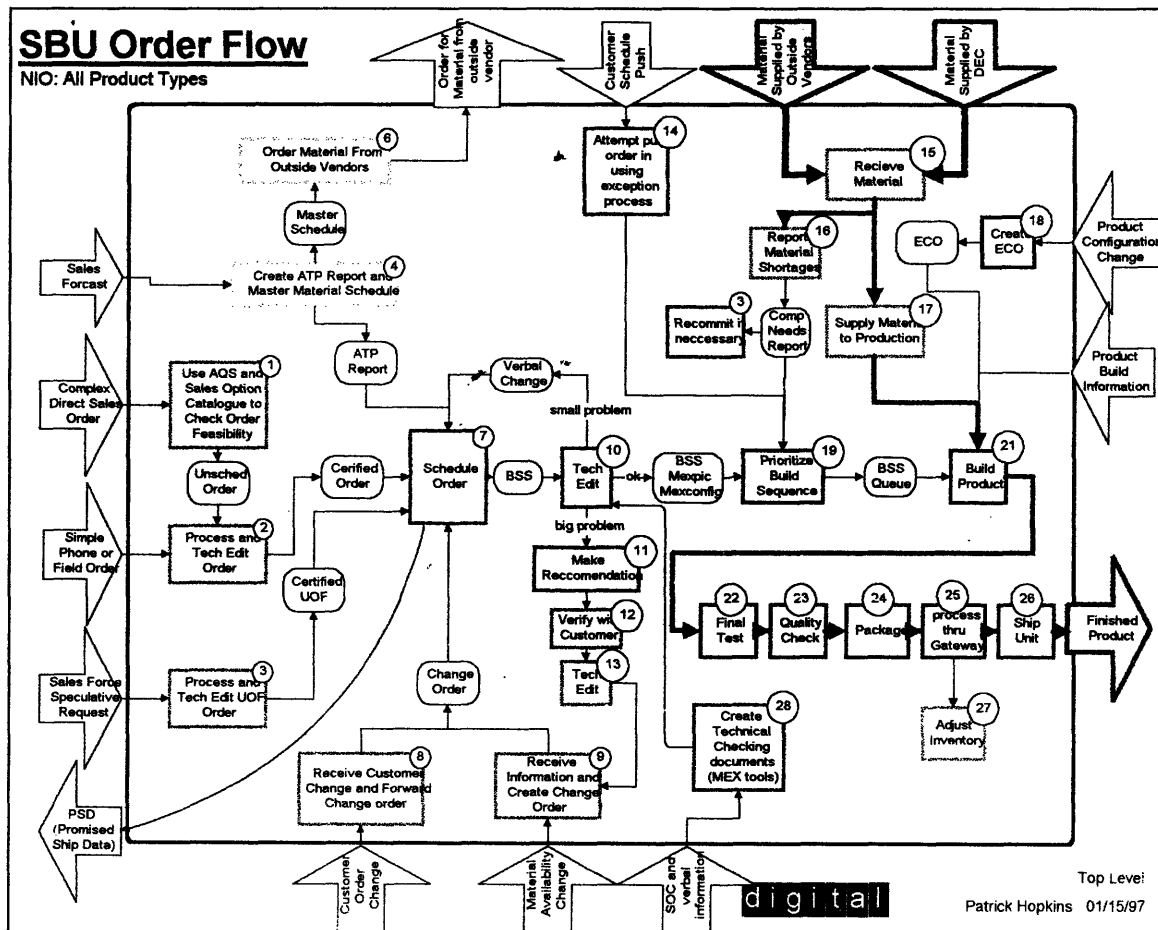 SBU Order Flow
NIO: All Product Types
Order for
Material from
outside
vendor
Customer
Schedule
Push
Material
Supplied by
Outside
Vendors
Material
Supplied by
DEC
6
Order Material From
Outside Vendors
14
Attempt put
order in
using
exception
process
15
Recieve
Material
Master
Schedule
16
Report
Material
Shortages
ECO
18
Create
ECO
Product
Configuration
Change
Sales
Forcast
4
Create ATP Report and
Master Material Schedule
3
Recommit if
neccessary
Comp
Needs
Report
17
Supply Material
to Production
ATP
Report
Verbal
Change
Product
Build
Information
Complex
Direct Sales
Order
1
Use AQS and
Sales Option
Catalogue to
Check Order
Feasibility
small problem
Unsched
Order
Cerified
Order
7
Schedule
Order
BSS
10
Tech
Edit
ok
BSS
Mexpic
Mexconfig
19
Prioritize
Build
Sequence
BSS
Queue
21
Build
Product
Simple
Phone or
Field Order
2
Process and
Tech Edit
Order
big problem
Certified
UOF
11
Make
Reccomendation
12
Verify with
Customer
22
Final
Test
23
Quality
Check
24
Package
25
process
thru
Gateway
26
Ship
Unit
Finished
Product
Sales Force
Speculative
Request
3
Process and
Tech Edit UOF
Order
Change
Order
13
Tech
Edit
28
Create
Technical
Checking
documents
(MEX tools)
27
Adjust
Inventory
8
Receive Customer
Change and Forward
Change order
9
Receive
Information and
Create Change
Order
PSD
(Promised
Ship Data)
Customer
Order
Change
Material
Availability
Change
SOC and
verbal
information
digital
Top Level
Patrick Hopkins 01/15/97